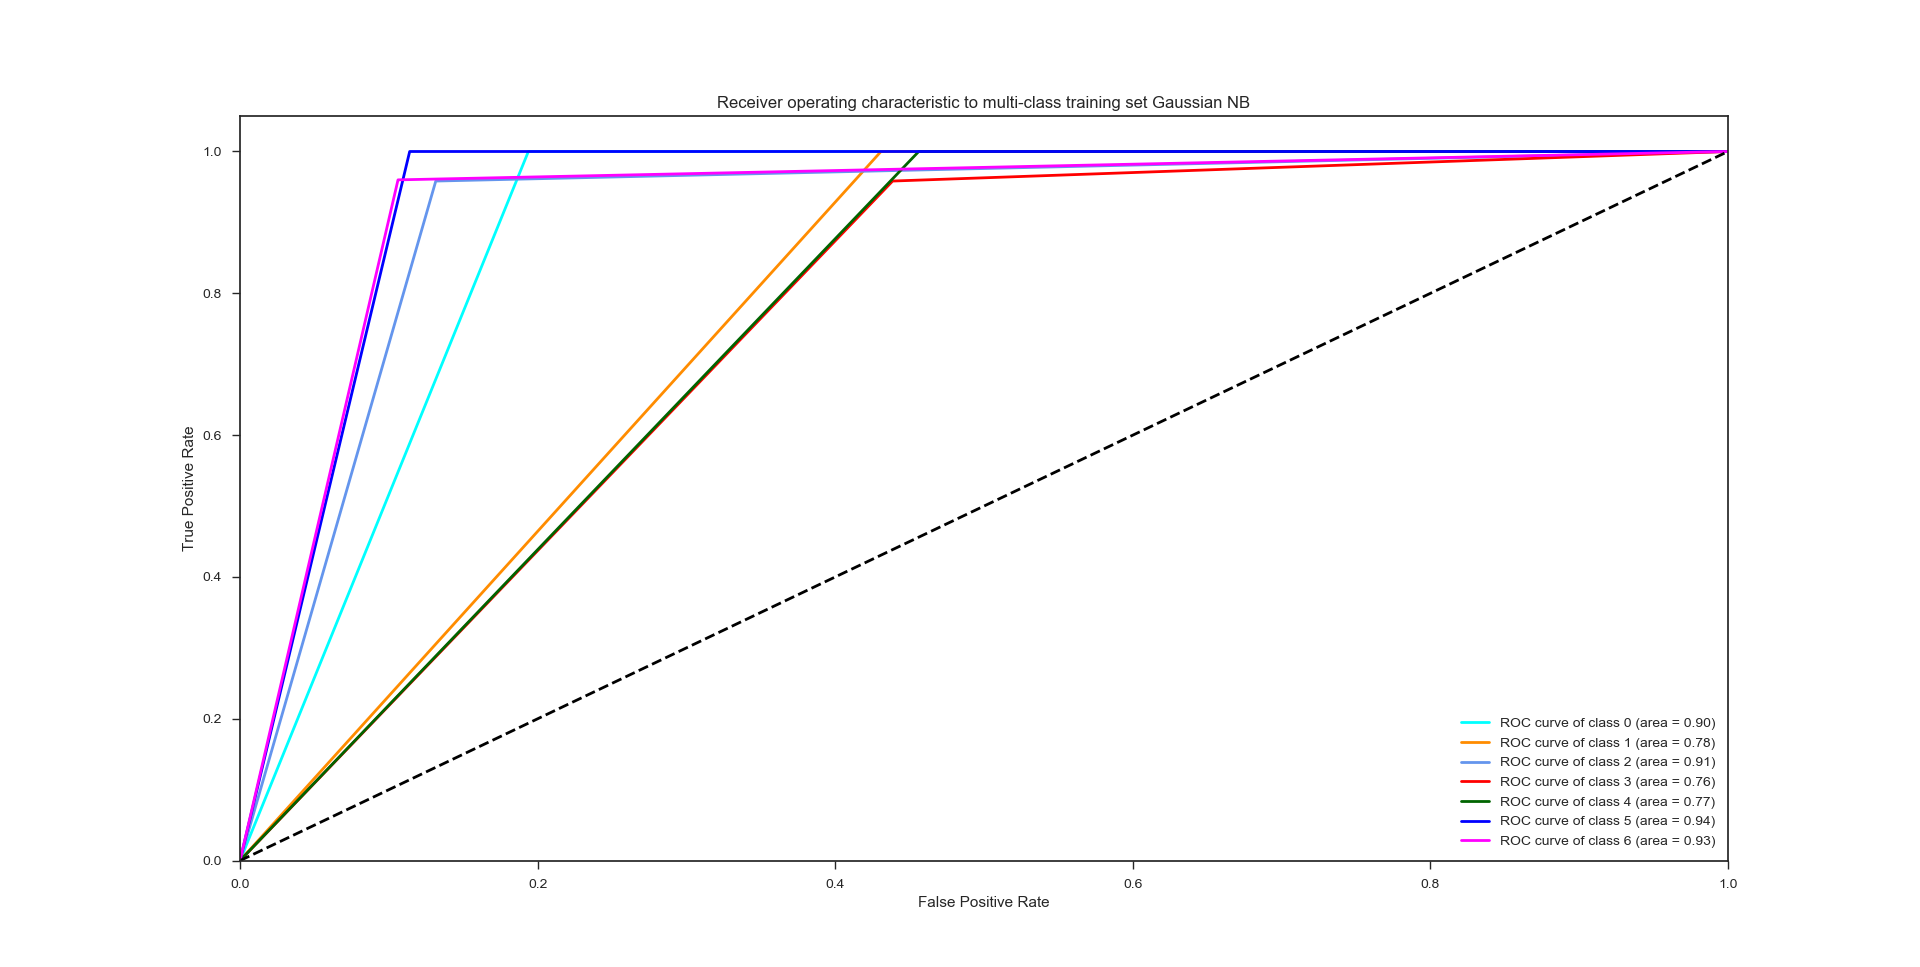 Receiver operating characteristic to multi-class training set Gaussian NB
1.0
0.8
0.6
0.4
0.2
0.0
True Positive Rate
ROC curve of class 0 (area = 0.90)
ROC curve of class 1 (area = 0.78)
ROC curve of class 2 (area = 0.91)
ROC curve of class 3 (area = 0.76)
ROC curve of class 4 (area = 0.77)
ROC curve of class 5 (area = 0.94)
ROC curve of class 6 (area = 0.93)
0.0 0.2 0.4 0.6 0.8 1.0
False Positive Rate